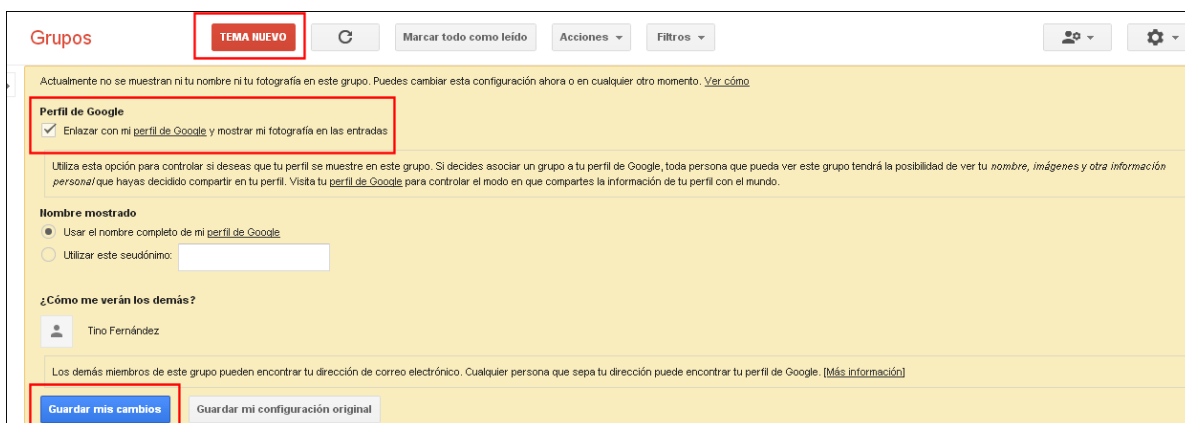 Grupos TEMA NUEVO Marcar todo como leído Acciones Filtros
Actualmente no se muestran ni tu nombre ni tu fotografía en este grupo. Puedes cambiar esta configuración ahora o en cualquier otro momento. Ver cómo
Perfil de Google
Enlazar con mi perfil de Google y mostrar mi fotografía en las entradas
Utiliza esta opción para controlar si deseas que tu perfil se muestre en este grupo. Si decides asociar un grupo a tu perfil de Google, toda persona que pueda ver este grupo tendrá la posibilidad de ver tu nombre, imágenes y otra información
personal que hayas decidido compartir en tu perfil. Visita tu perfil de Google para controlar el modo en que compartes la información de tu perfil con el mundo.
Nombre mostrado
Usar el nombre completo de mi perfil de Google
Utilizar este seudónimo:
¿Cómo me verán los demás?
Tino Fernández
Los demás miembros de este grupo pueden encontrar tu dirección de correo electrónico. Cualquier persona que sepa tu dirección puede encontrar tu perfil de Google. [Más información]
Guardar mis cambios Guardar mi configuración original